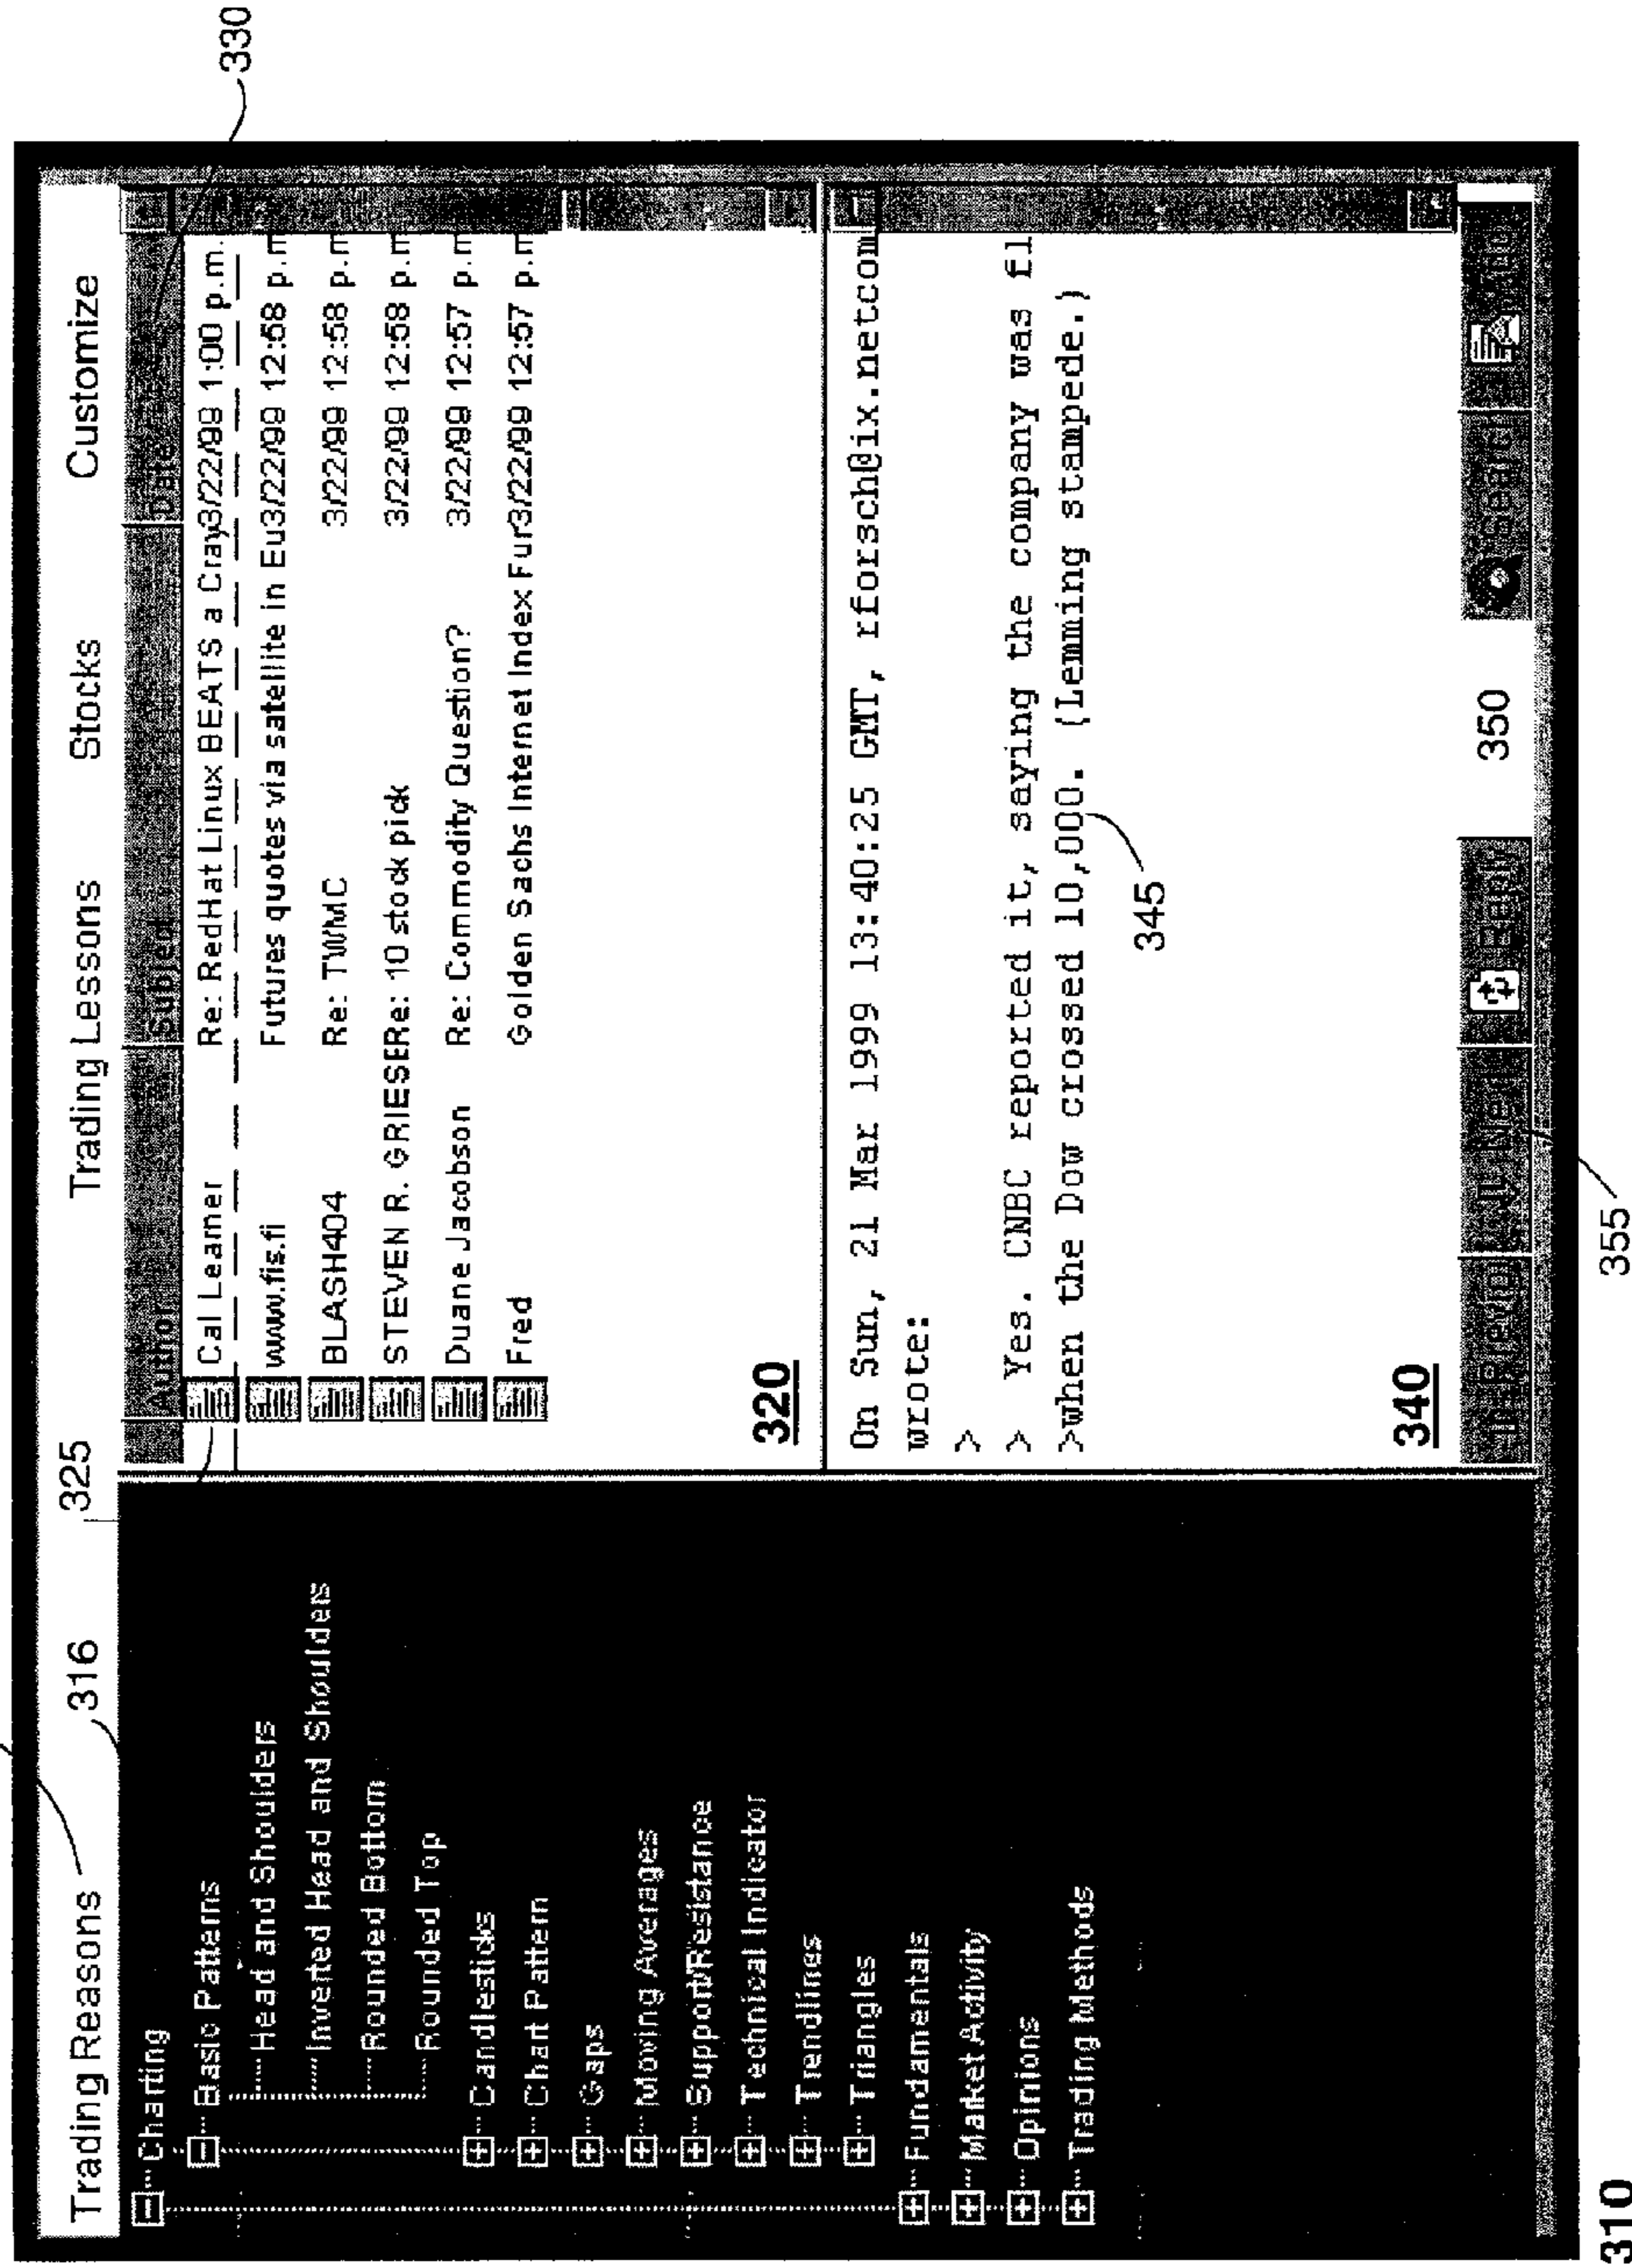 Trading Reasons
316
325
Trading Lessons
Stocks
Customize
330
Charting
Basic Patterns
Head and Shoulders
Inverted Head and Shoulders
Rounded Bottom
Rounded Top
Candlesticks
Chart Pattern
Gaps
Moving Averages
Support/Resistance
Technical Indicator
Trendlines
Triangles
Fundamentals
Market Activity
Opinions
Trading Methods
310
Author Subject Date
Cal Leaner Re: RedHat Linux BEATS a Cray 3/22/99 1:00 p.m.
www.fis.fi Futures quotes via satellite in Eu 3/22/99 12:58 p.m
BLASH404 Re: TWMC 3/22/99 12:58 p.m
STEVEN R. GRIESER Re: 10 stock pick 3/22/99 12:58 p.m
Duane Jacobson Re: Commodity Question? 3/22/99 12:57 p.m
Fred Golden Sachs Internet Index Fur 3/22/99 12:57 p.m
320
On Sun, 21 Mar 1999 13:40:25 GMT, rforsch@ix.netcom
wrote:
>
> Yes. CNBC reported it, saying the company was fl
>when the Dow crossed 10,000. (Lemming stampede.)
345
340
350
355